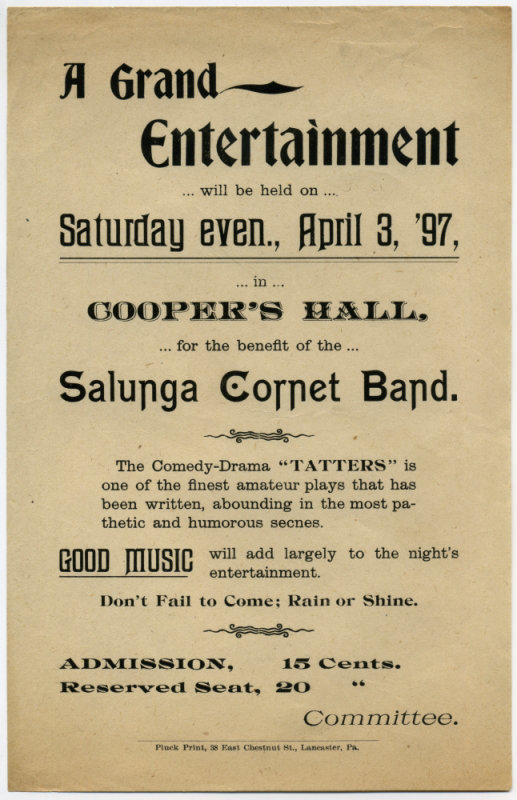 A Grand
Entertainment
... will be held on ...
Saturday even., April 3, '97,
... in ...
COOPER'S HALL,
... for the benefit of the ...
Salunga Cornet Band.
The Comedy-Drama "TATTERS" is
one of the finest amateur plays that has
been written, abounding in the most pa-
thetic and humorous secnes.
GOOD MUSIC will add largely to the night's
entertainment.
Don't Fail to Come; Rain or Shine.
ADMISSION, 15 Cents.
Reserved Seat, 20 "
Committee.
Pluck Print, 38 East Chestnut St., Lancaster, Pa.